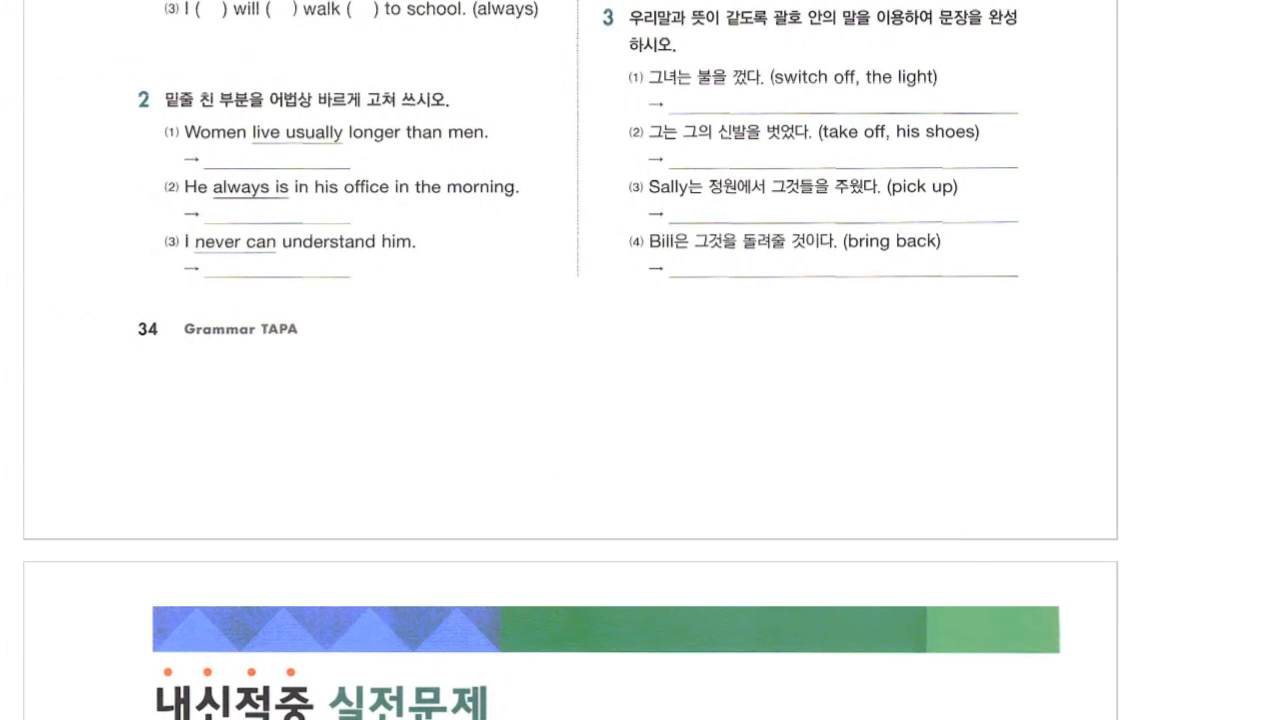 (3) I (    ) will (    ) walk (    ) to school. (always)
2 밑줄 친 부분을 어법상 바르게 고쳐 쓰시오.
(1) Women live usually longer than men.
→
(2) He always is in his office in the morning.
→
(3) I never can understand him.
→
3 우리말과 뜻이 같도록 괄호 안의 말을 이용하여 문장을 완성
하시오.
(1) 그녀는 불을 껐다. (switch off, the light)
→
(2) 그는 그의 신발을 벗었다. (take off, his shoes)
→
(3) Sally는 정원에서 그것들을 주웠다. (pick up)
→
(4) Bill은 그것을 돌려줄 것이다. (bring back)
→
34 Grammar TAPA
내신적중 실전문제